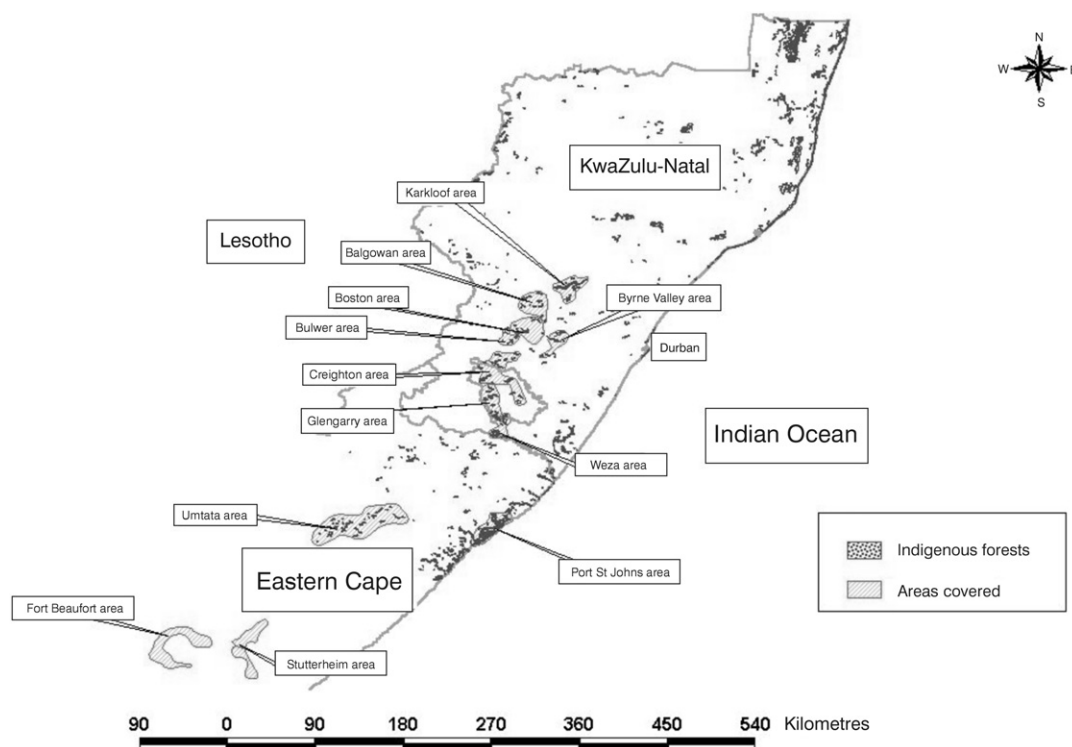 N
W
E
S
KwaZulu-Natal
Karkloof area
Lesotho
Balgowan area
Boston area
Byrne Valley area
Bulwer area
Durban
Creighton area
Glengarry area
Indian Ocean
Weza area
Umtata area
Indigenous forests
Eastern Cape
Port St Johns area
Areas covered
Fort Beaufort area
Stutterheim area
90 0 90 180 270 360 450 540 Kilometres